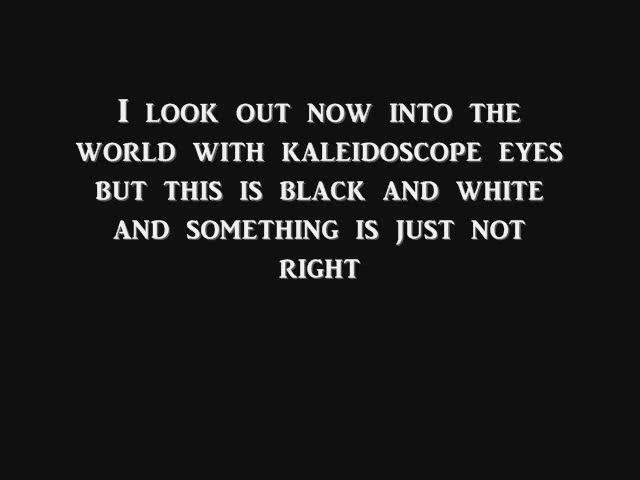 I LOOK OUT NOW INTO THE
WORLD WITH KALEIDOSCOPE EYES
BUT THIS IS BLACK AND WHITE
AND SOMETHING IS JUST NOT
RIGHT